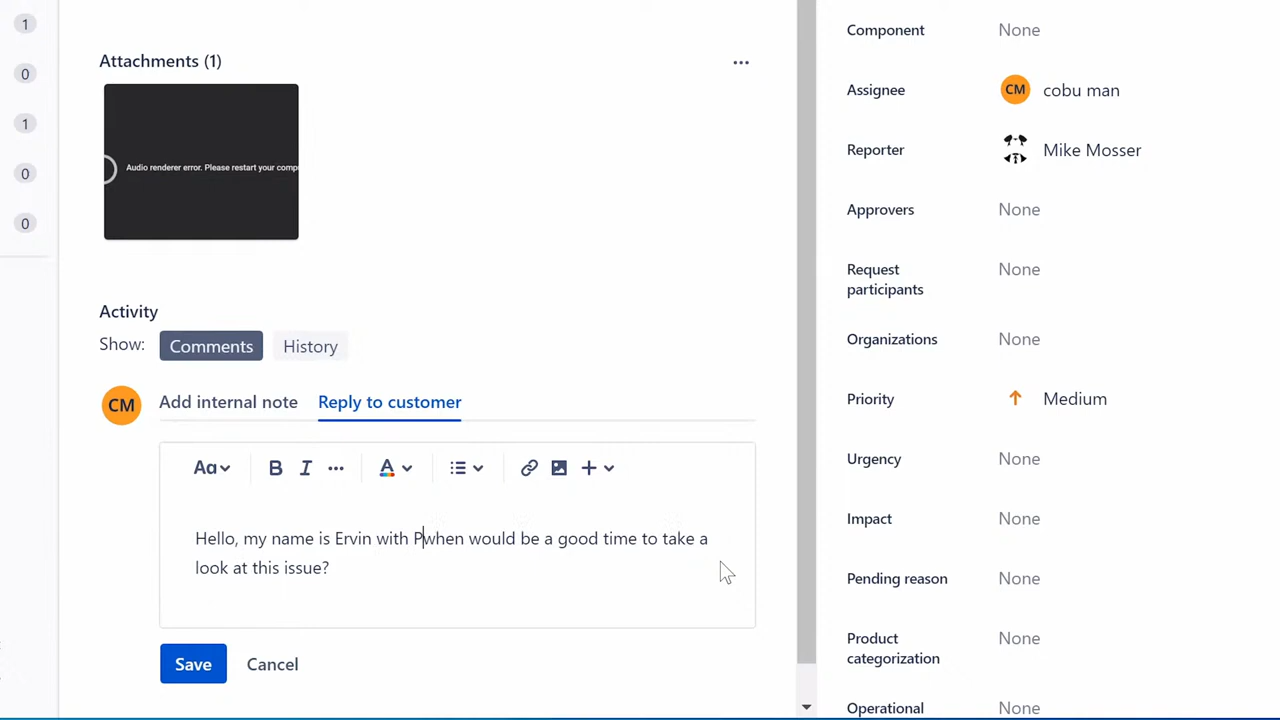 1
0
1
0
0
Attachments (1)
Audio renderer error. Please restart your comp
Activity
Show: Comments History
CM Add internal note Reply to customer
Aa B I A
Hello, my name is Ervin with Pwhen would be a good time to take a
look at this issue?
Save Cancel
Component None
Assignee CM cobu man
Reporter Mike Mosser
Approvers None
Request
participants None
Organizations None
Priority Medium
Urgency None
Impact None
Pending reason None
Product
categorization None
Operational None